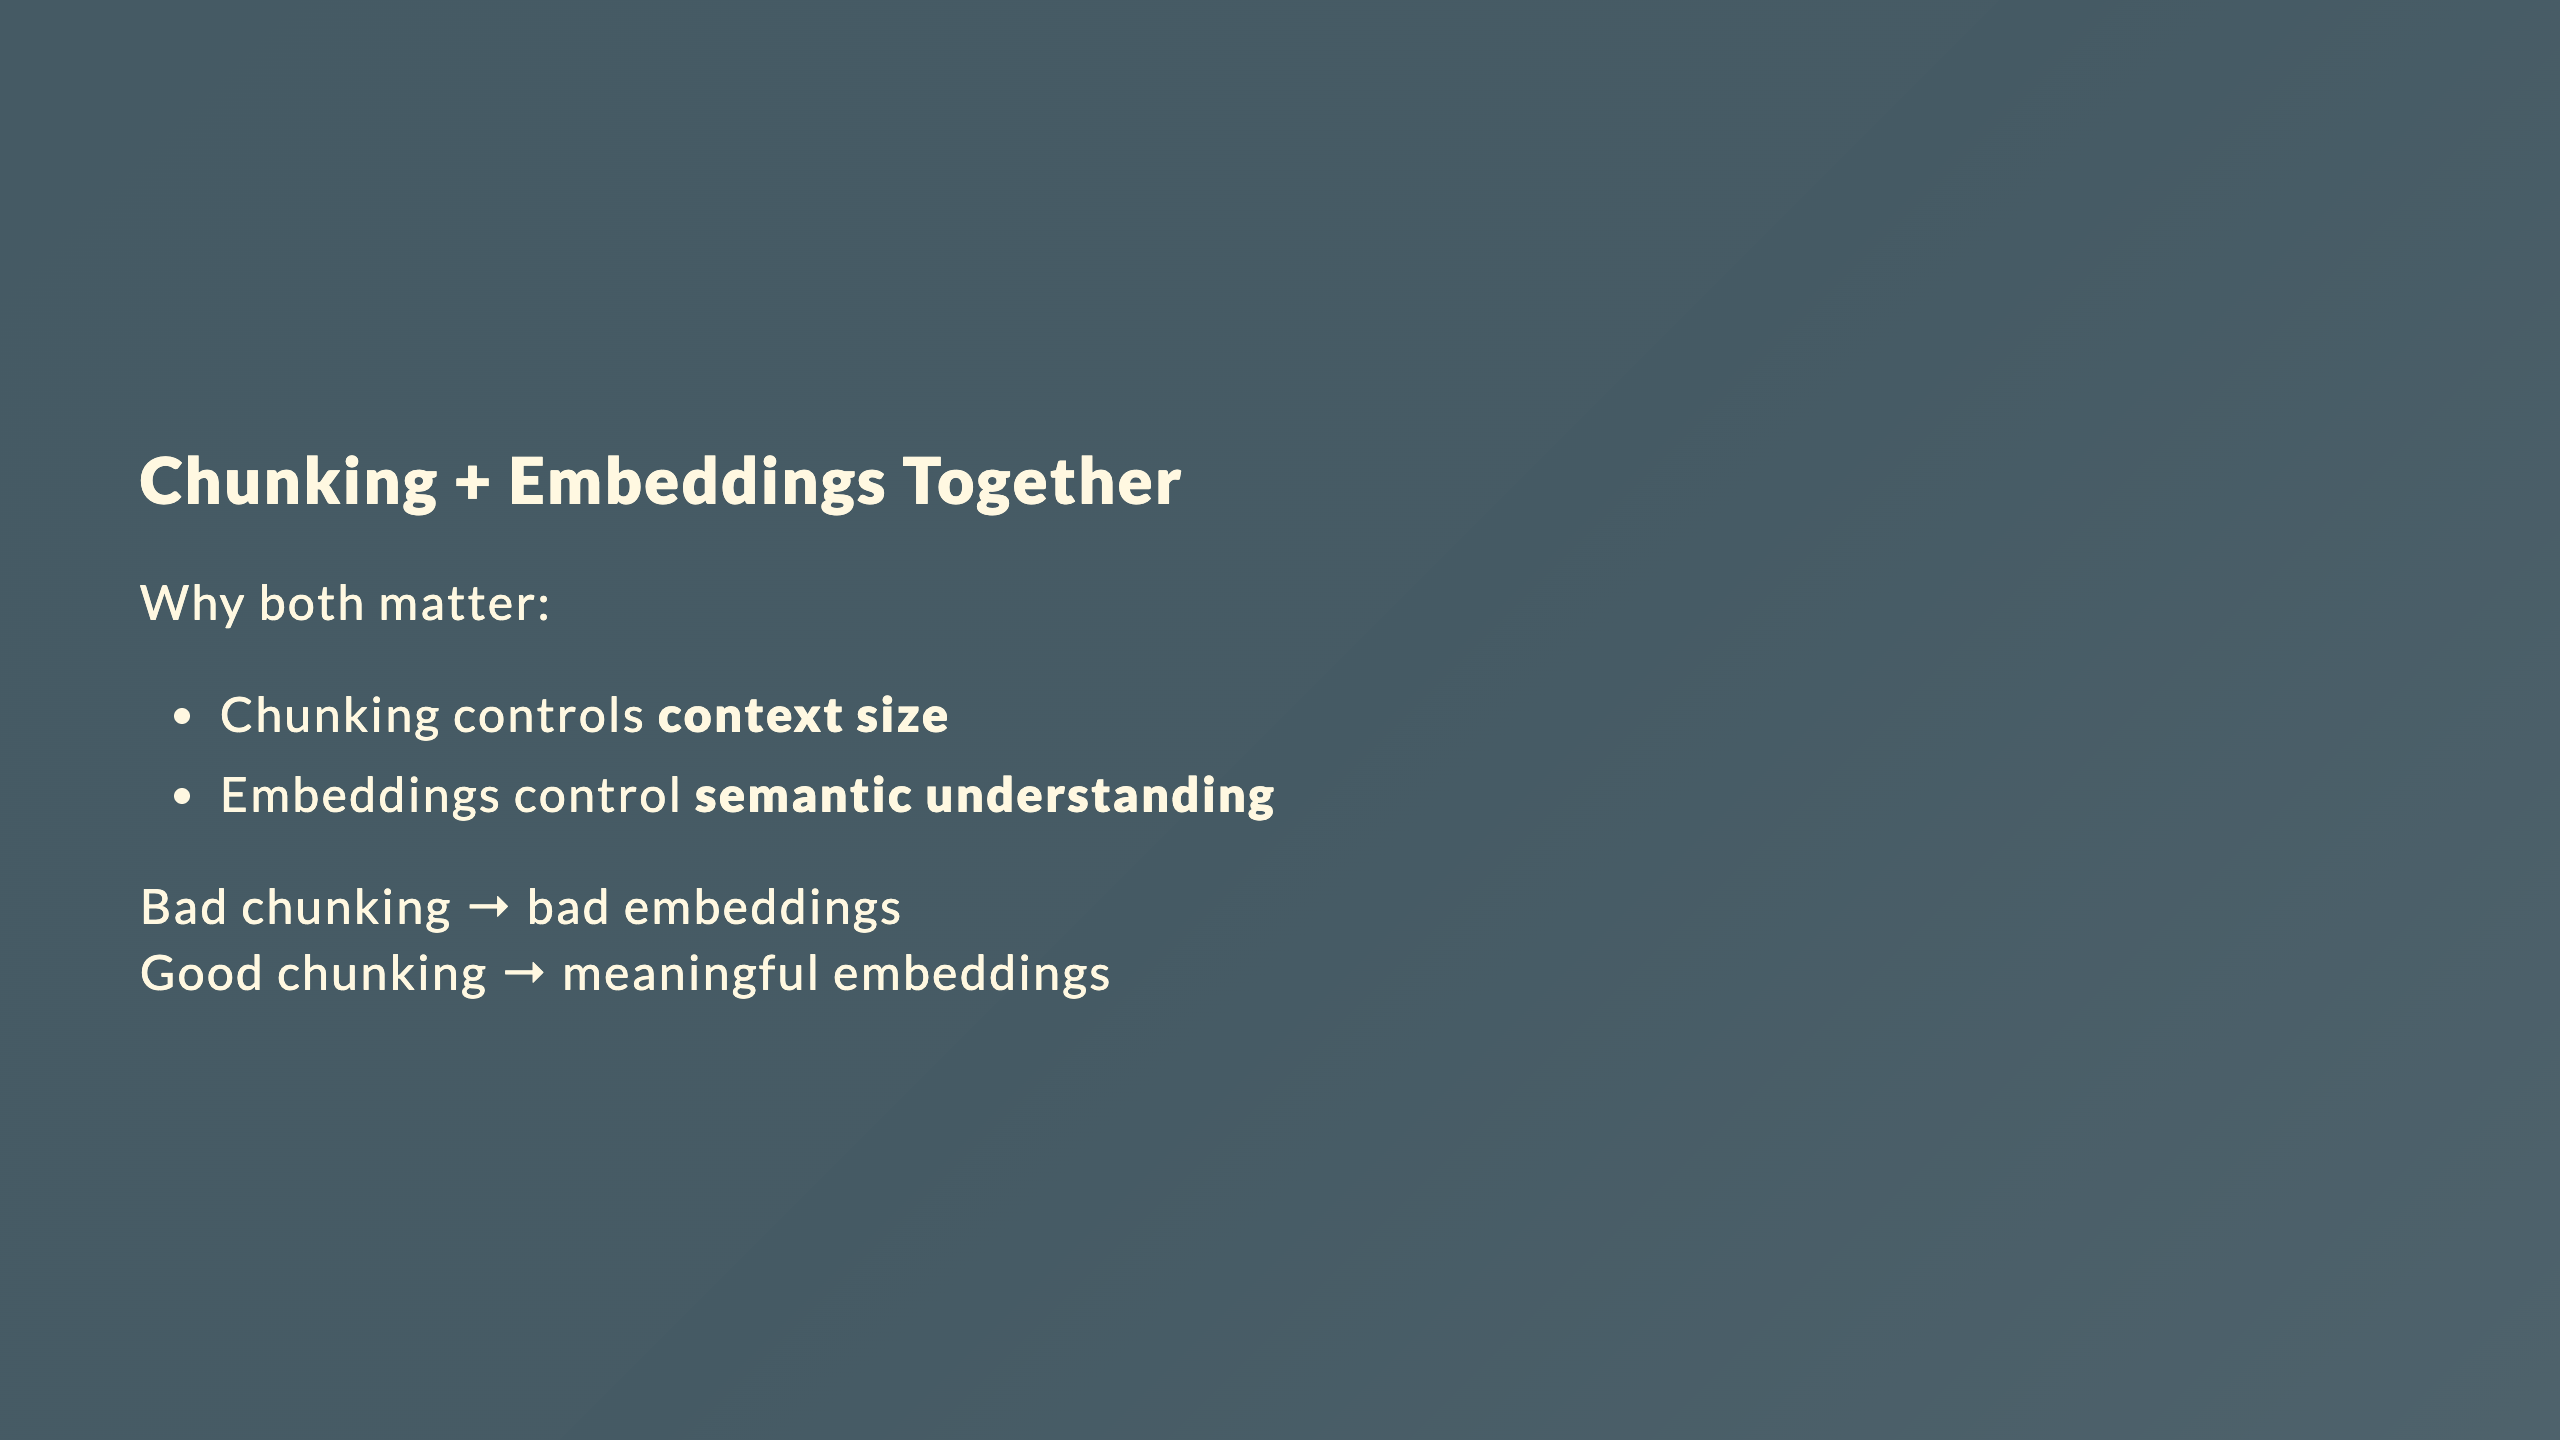 Chunking + Embeddings Together
Why both matter:
• Chunking controls context size
• Embeddings control semantic understanding
Bad chunking → bad embeddings
Good chunking → meaningful embeddings